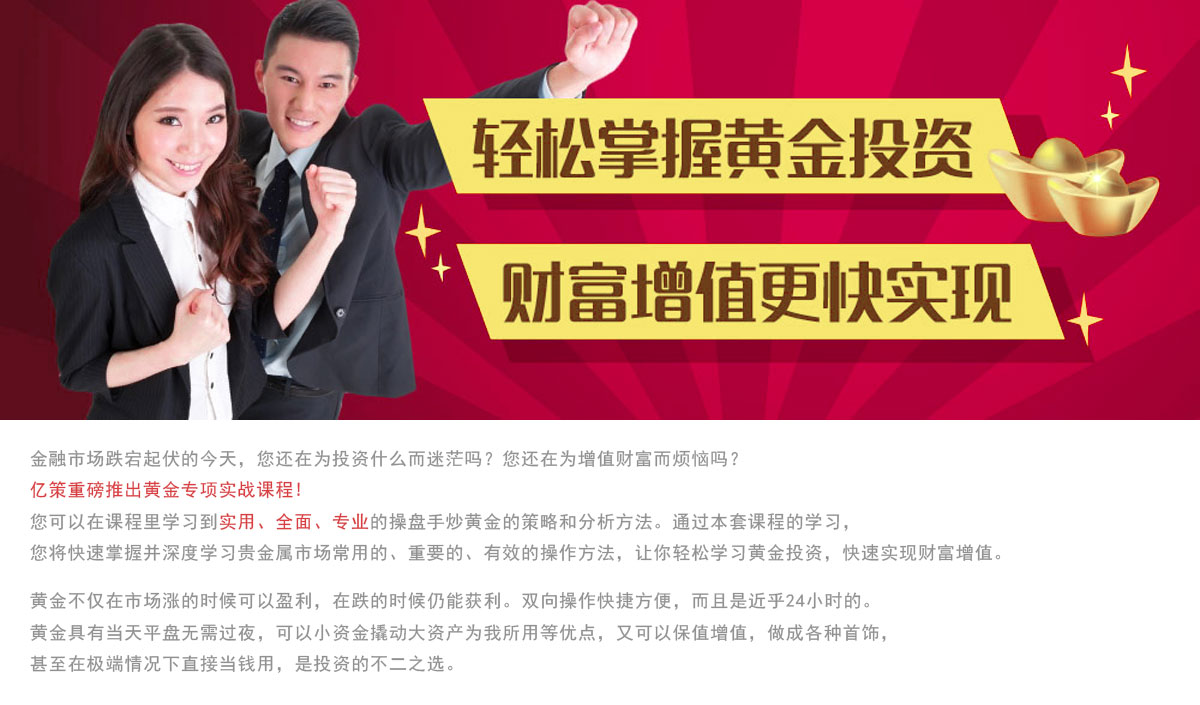 轻松掌握黄金投资
财富增值更快实现
金融市场跌宕起伏的今天，您还在为投资什么而迷茫吗？您还在为增值财富而烦恼吗？
亿策重磅推出黄金专项实战课程！
您可以在课程里学习到实用、全面、专业的操盘手炒黄金的策略和分析方法。通过本套课程的学习，
您将快速掌握并深度学习贵金属市场常用的、重要的、有效的操作方法，让你轻松学习黄金投资，快速实现财富增值。
黄金不仅在市场涨的时候可以盈利，在跌的时候仍能获利。双向操作快捷方便，而且是近乎24小时的。
黄金具有当天平盘无需过夜，可以小资金撬动大资产为我所用等优点，又可以保值增值，做成各种首饰，
甚至在极端情况下直接当钱用，是投资的不二之选。